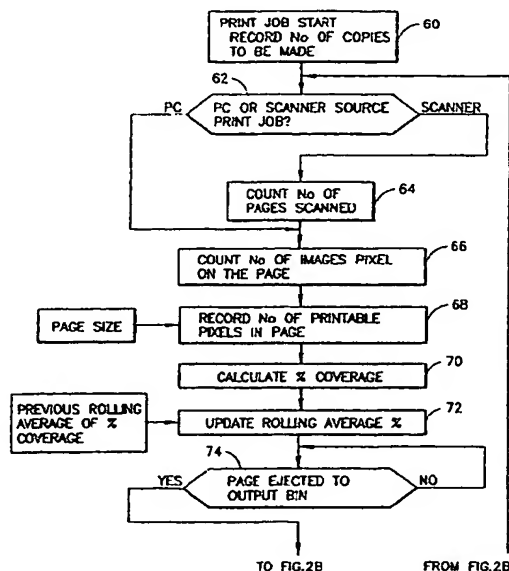 PRINT JOB START
RECORD No OF COPIES
TO BE MADE
60
62
PC
PC OR SCANNER SOURCE
PRINT JOB?
SCANNER
COUNT No OF
PAGES SCANNED
64
COUNT No OF IMAGES PIXEL
ON THE PAGE
66
PAGE SIZE
RECORD No OF PRINTABLE
PIXELS IN PAGE
68
CALCULATE % COVERAGE
70
PREVIOUS ROLLING
AVERAGE OF %
COVERAGE
UPDATE ROLLING AVERAGE %
72
74
YES
PAGE EJECTED TO
OUTPUT BIN
NO
TO FIG.2B
FROM FIG.2B